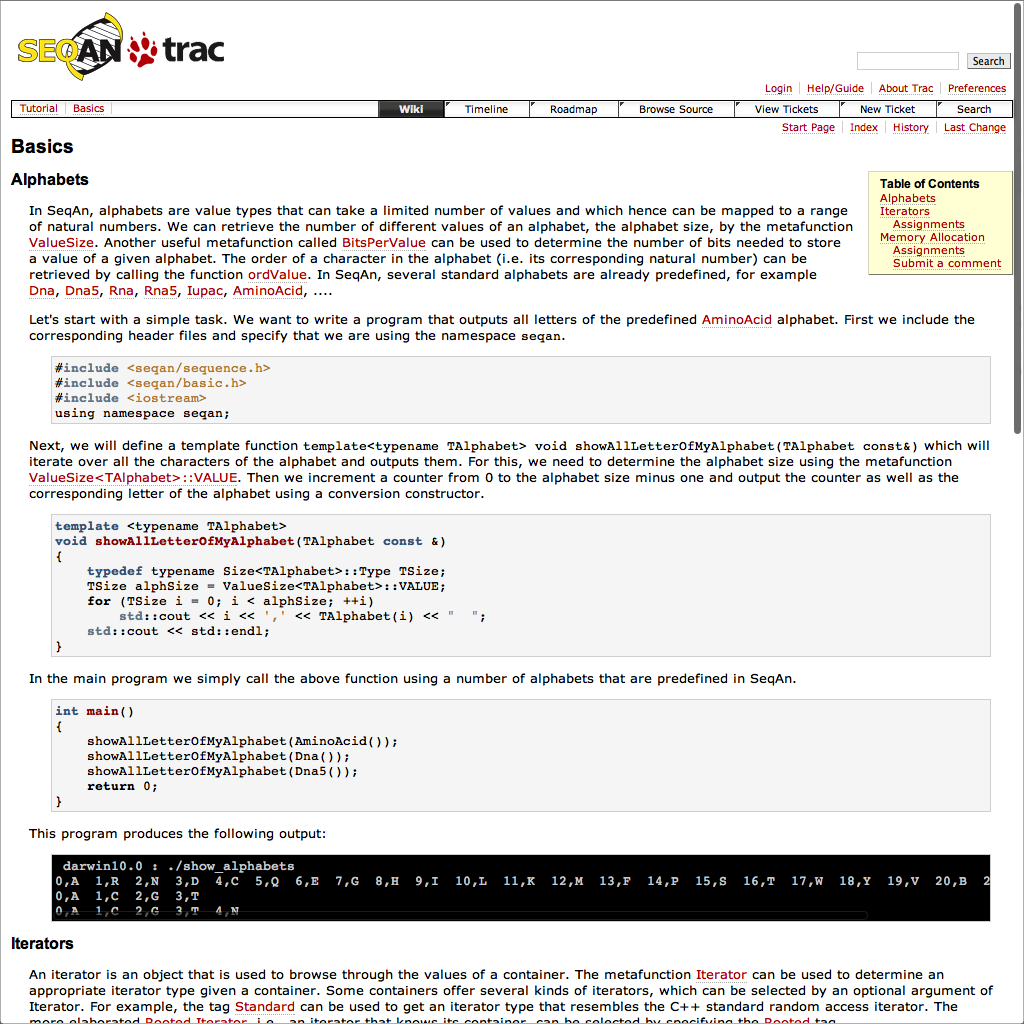 SEQAN trac
Search
Login Help/Guide About Trac Preferences
Tutorial Basics Wiki Timeline Roadmap Browse Source View Tickets New Ticket Search
Start Page Index History Last Change
Basics
Alphabets
Table of Contents
Alphabets
Iterators
Assignments
Memory Allocation
Assignments
Submit a comment
In SeqAn, alphabets are value types that can take a limited number of values and which hence can be mapped to a range
of natural numbers. We can retrieve the number of different values of an alphabet, the alphabet size, by the metafunction
ValueSize. Another useful metafunction called BitsPerValue can be used to determine the number of bits needed to store
a value of a given alphabet. The order of a character in the alphabet (i.e. its corresponding natural number) can be
retrieved by calling the function ordValue. In SeqAn, several standard alphabets are already predefined, for example
Dna, Dna5, Rna, Rna5, Iupac, AminoAcid, ....
Let's start with a simple task. We want to write a program that outputs all letters of the predefined AminoAcid alphabet. First we include the
corresponding header files and specify that we are using the namespace seqan.
#include <seqan/sequence.h>
#include <seqan/basic.h>
#include <iostream>
using namespace seqan;
Next, we will define a template function template<typename TAlphabet> void showAllLetterOfMyAlphabet(TAlphabet const&) which will
iterate over all the characters of the alphabet and outputs them. For this, we need to determine the alphabet size using the metafunction
ValueSize<TAlphabet>::VALUE. Then we increment a counter from 0 to the alphabet size minus one and output the counter as well as the
corresponding letter of the alphabet using a conversion constructor.
template <typename TAlphabet>
void showAllLetterOfMyAlphabet(TAlphabet const &)
{
    typedef typename Size<TAlphabet>::Type TSize;
    TSize alphSize = ValueSize<TAlphabet>::VALUE;
    for (TSize i = 0; i < alphSize; ++i)
        std::cout << i << ',' << TAlphabet(i) << "  ";
    std::cout << std::endl;
}
In the main program we simply call the above function using a number of alphabets that are predefined in SeqAn.
int main()
{
    showAllLetterOfMyAlphabet(AminoAcid());
    showAllLetterOfMyAlphabet(Dna());
    showAllLetterOfMyAlphabet(Dna5());
    return 0;
}
This program produces the following output:
darwin10.0 : ./show_alphabets
0,A  1,R  2,N  3,D  4,C  5,Q  6,E  7,G  8,H  9,I  10,L  11,K  12,M  13,F  14,P  15,S  16,T  17,W  18,Y  19,V  20,B  2
0,A  1,C  2,G  3,T
0,A  1,C  2,G  3,T  4,N
Iterators
An iterator is an object that is used to browse through the values of a container. The metafunction Iterator can be used to determine an
appropriate iterator type given a container. Some containers offer several kinds of iterators, which can be selected by an optional argument of
Iterator. For example, the tag Standard can be used to get an iterator type that resembles the C++ standard random access iterator. The
more elaborated Rooted Iterator, i.e., an iterator that knows its container, can be selected by specifying the Rooted tag.